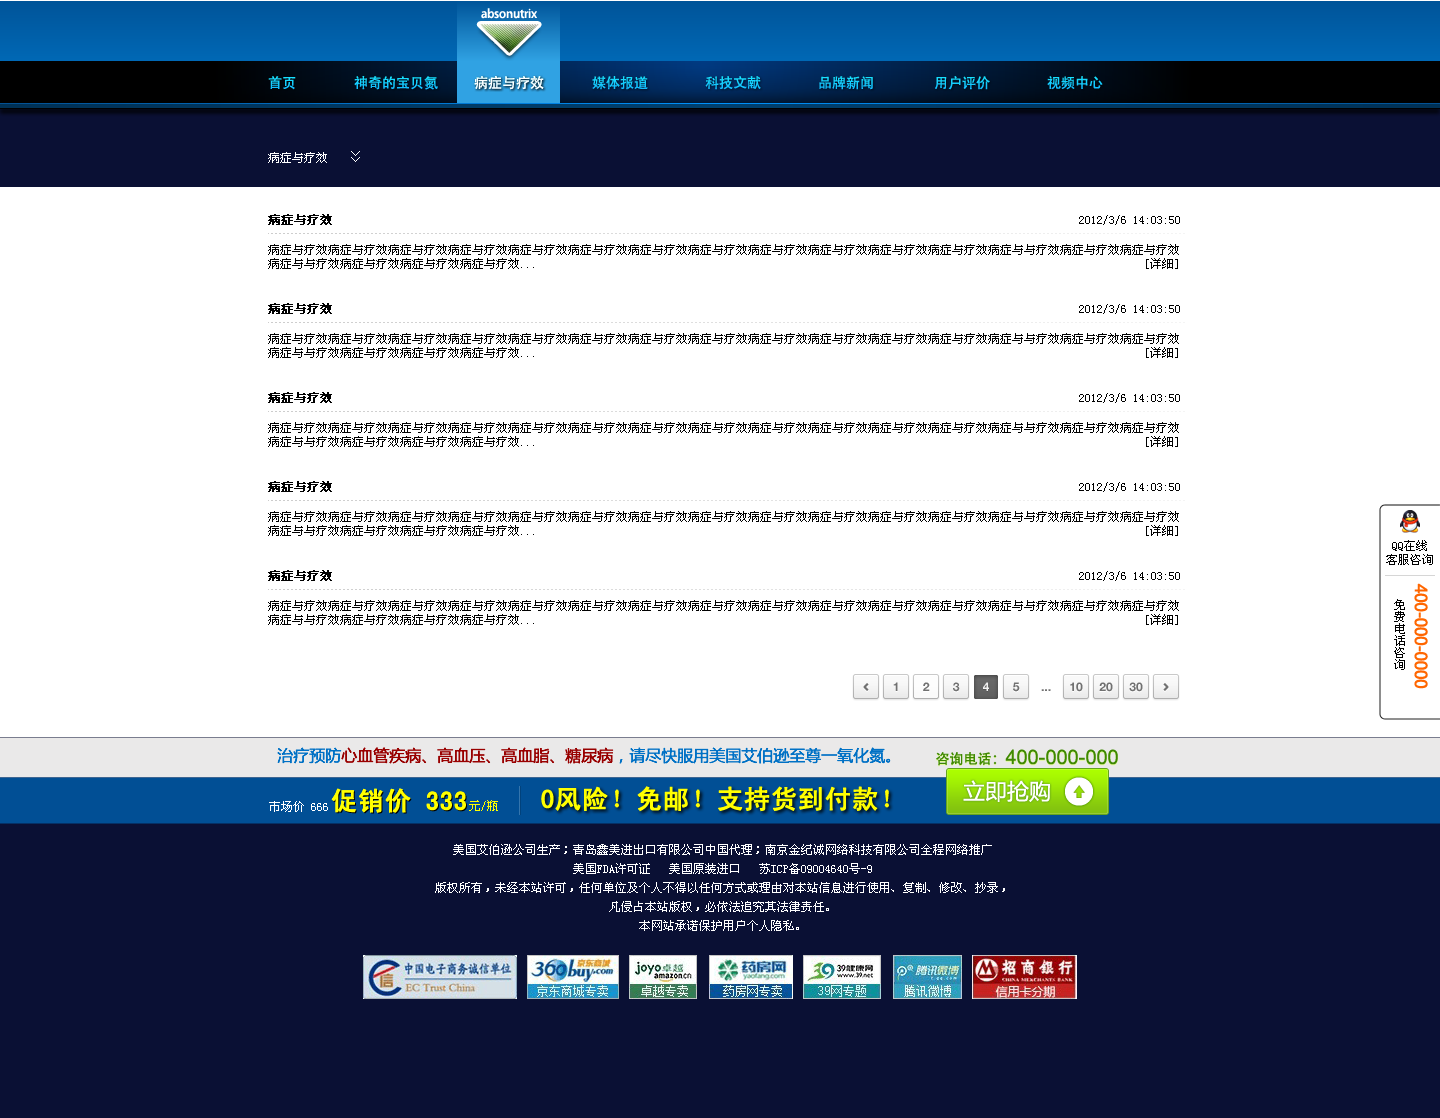 absonutrix
首页 神奇的宝贝氮 病症与疗效 媒体报道 科技文献 品牌新闻 用户评价 视频中心
病症与疗效
病症与疗效 2012/3/6 14:03:50
病症与疗效病症与疗效病症与疗效病症与疗效病症与疗效病症与疗效病症与疗效病症与疗效病症与疗效病症与疗效病症与疗效病症与疗效病症与与疗效病症与疗效病症与疗效
病症与与疗效病症与疗效病症与疗效病症与疗效... [详细]
病症与疗效 2012/3/6 14:03:50
病症与疗效病症与疗效病症与疗效病症与疗效病症与疗效病症与疗效病症与疗效病症与疗效病症与疗效病症与疗效病症与疗效病症与疗效病症与与疗效病症与疗效病症与疗效
病症与与疗效病症与疗效病症与疗效病症与疗效... [详细]
病症与疗效 2012/3/6 14:03:50
病症与疗效病症与疗效病症与疗效病症与疗效病症与疗效病症与疗效病症与疗效病症与疗效病症与疗效病症与疗效病症与疗效病症与疗效病症与与疗效病症与疗效病症与疗效
病症与与疗效病症与疗效病症与疗效病症与疗效... [详细]
病症与疗效 2012/3/6 14:03:50
病症与疗效病症与疗效病症与疗效病症与疗效病症与疗效病症与疗效病症与疗效病症与疗效病症与疗效病症与疗效病症与疗效病症与疗效病症与与疗效病症与疗效病症与疗效
病症与与疗效病症与疗效病症与疗效病症与疗效... [详细]
病症与疗效 2012/3/6 14:03:50
病症与疗效病症与疗效病症与疗效病症与疗效病症与疗效病症与疗效病症与疗效病症与疗效病症与疗效病症与疗效病症与疗效病症与疗效病症与与疗效病症与疗效病症与疗效
病症与与疗效病症与疗效病症与疗效病症与疗效... [详细]
QQ在线
客服咨询
400-000-0000
免费电话咨询
1 2 3 4 5 ... 10 20 30
治疗预防心血管疾病、高血压、高血脂、糖尿病，请尽快服用美国艾伯逊至尊一氧化氮。 咨询电话：400-000-000
市场价 666 促销价 333元/瓶 0风险！免邮！支持货到付款！ 立即抢购
美国艾伯逊公司生产；青岛鑫美进出口有限公司中国代理；南京金纪诚网络科技有限公司全程网络推广
美国FDA许可证 美国原装进口 苏ICP备09004640号-9
版权所有，未经本站许可，任何单位及个人不得以任何方式或理由对本站信息进行使用、复制、修改、抄录，
凡侵占本站版权，必依法追究其法律责任。
本网站承诺保护用户个人隐私。
中国电子商务诚信单位
EC Trust China
360buy.com 京东商城
京东商城专卖
joyo 卓越
amazon.cn
卓越专卖
药房网
yaofang.com
药房网专卖
39健康网
www.39.net
39网专题
腾讯微博
t.qq.com
腾讯微博
招商银行
CHINA MERCHANTS BANK
信用卡分期